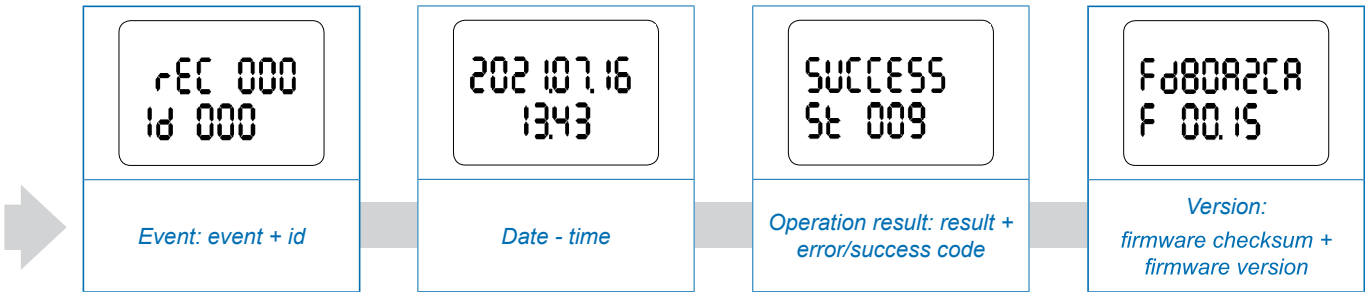 rEC 000
Id 000
Event: event + id
2021.07.16
13.43
Date - time
SUCCESS
St 009
Operation result: result +
error/success code
Fd80A2CA
F 00.15
Version:
firmware checksum +
firmware version